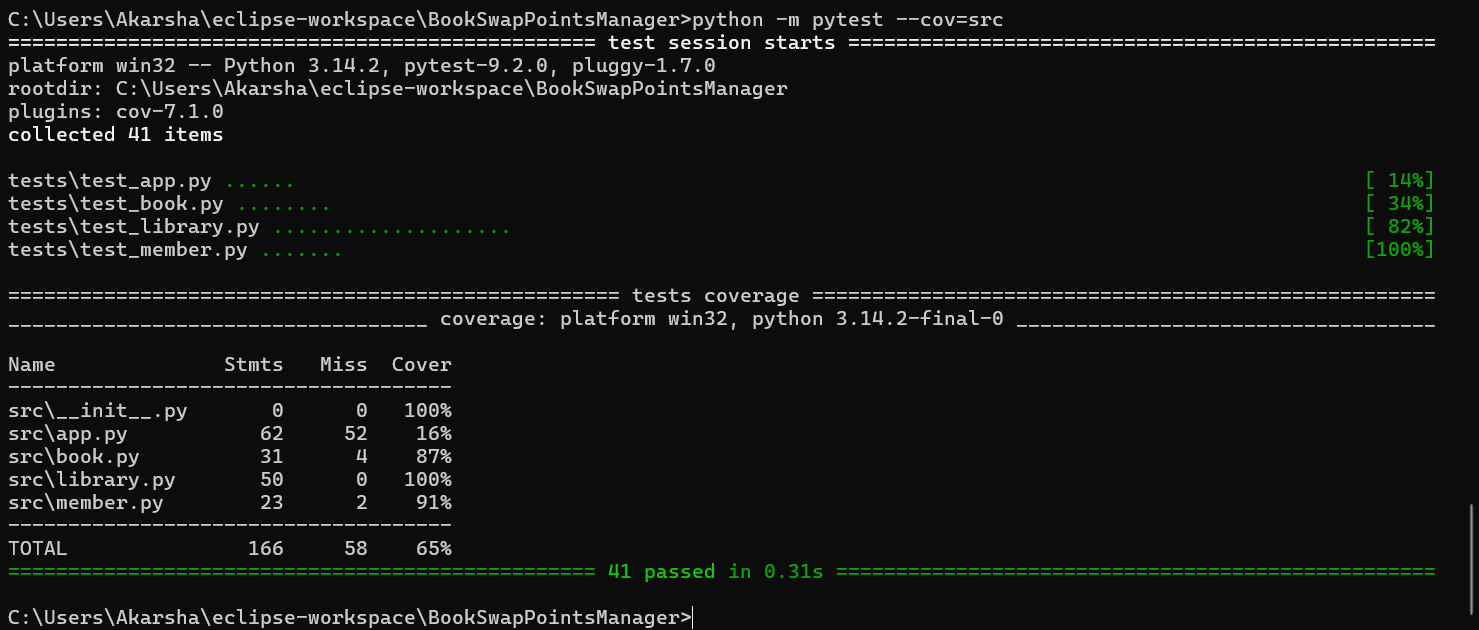 C:\Users\Akarsha\eclipse-workspace\BookSwapPointsManager>python -m pytest --cov=src
================================================= test session starts =================================================
platform win32 -- Python 3.14.2, pytest-9.2.0, pluggy-1.7.0
rootdir: C:\Users\Akarsha\eclipse-workspace\BookSwapPointsManager
plugins: cov-7.1.0
collected 41 items
tests\test_app.py ...... [ 14%]
tests\test_book.py ........ [ 34%]
tests\test_library.py .................... [ 82%]
tests\test_member.py ....... [100%]
=================================================== tests coverage ====================================================
___________________________________ coverage: platform win32, python 3.14.2-final-0 ___________________________________
Name              Stmts   Miss  Cover
-------------------------------------
src\__init__.py       0      0   100%
src\app.py           62     52    16%
src\book.py          31      4    87%
src\library.py       50      0   100%
src\member.py        23      2    91%
-------------------------------------
TOTAL               166     58    65%
================================================= 41 passed in 0.31s ==================================================
C:\Users\Akarsha\eclipse-workspace\BookSwapPointsManager>